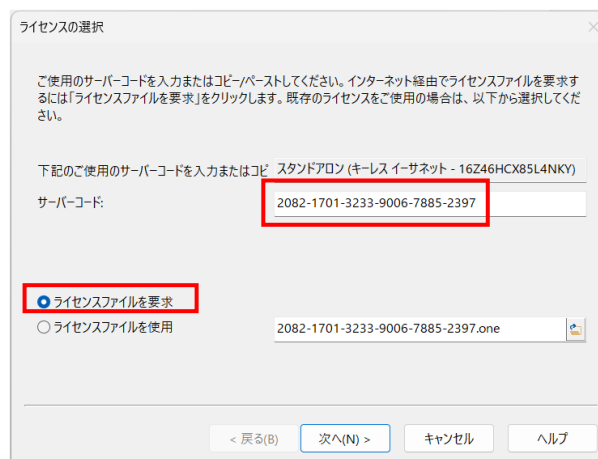 ライセンスの選択
ご使用のサーバーコードを入力またはコピー/ペーストしてください。インターネット経由でライセンスファイルを要求す
るには「ライセンスファイルを要求」をクリックします。既存のライセンスをご使用の場合は、以下から選択してくだ
さい。
下記のご使用のサーバーコードを入力またはコピ スタンドアロン (キーレス イーサネット - 16Z46HCX85L4NKY)
サーバーコード: 2082-1701-3233-9006-7885-2397
ライセンスファイルを要求
ライセンスファイルを使用 2082-1701-3233-9006-7885-2397.one
< 戻る(B) 次へ(N) > キャンセル ヘルプ